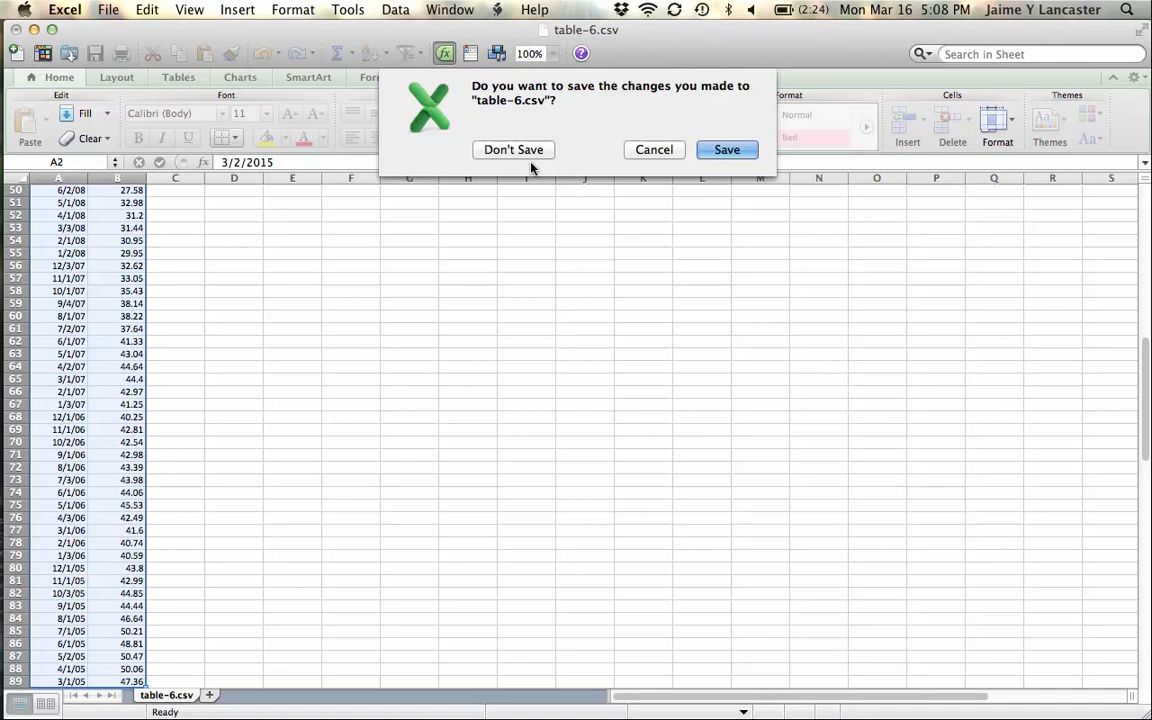 Excel File Edit View Insert Format Tools Data Window Help (2:24) Mon Mar 16 5:08 PM Jaime Y Lancaster
table-6.csv
100% Search in Sheet
Home Layout Tables Charts SmartArt
Edit Font Format Cells Themes
Fill Calibri (Body) 11 A A Normal
Clear B I U Bad Insert Delete Format Themes Aa
Do you want to save the changes you made to
"table-6.csv"?
Don't Save Cancel Save
A2 fx 3/2/2015
A B C D E F G H I J K L M N O P Q R S
50 6/2/08 27.58
51 5/1/08 32.98
52 4/1/08 31.2
53 3/3/08 31.44
54 2/1/08 30.95
55 1/2/08 29.95
56 12/3/07 32.62
57 11/1/07 33.05
58 10/1/07 35.43
59 9/4/07 38.14
60 8/1/07 38.22
61 7/2/07 37.64
62 6/1/07 41.33
63 5/1/07 43.04
64 4/2/07 44.64
65 3/1/07 44.4
66 2/1/07 42.97
67 1/3/07 41.25
68 12/1/06 40.25
69 11/1/06 42.81
70 10/2/06 42.54
71 9/1/06 42.98
72 8/1/06 43.39
73 7/3/06 43.98
74 6/1/06 44.06
75 5/1/06 45.53
76 4/3/06 42.49
77 3/1/06 41.6
78 2/1/06 40.74
79 1/3/06 40.59
80 12/1/05 43.8
81 11/1/05 42.99
82 10/3/05 44.85
83 9/1/05 44.44
84 8/1/05 46.64
85 7/1/05 50.21
86 6/1/05 48.81
87 5/2/05 50.47
88 4/1/05 50.06
89 3/1/05 47.36
table-6.csv
Ready